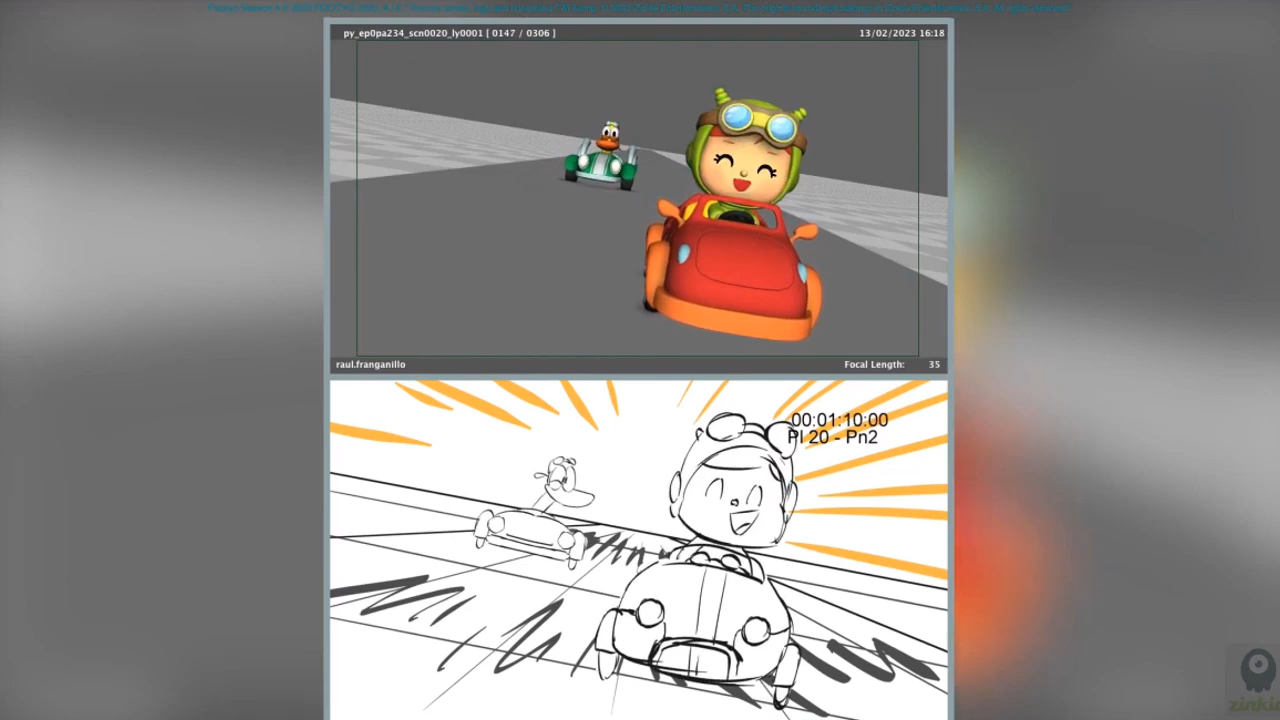 py_ep0pa234_scn0020_ly0001 [ 0147 / 0306 ]
13/02/2023 16:18
raul.franganillo
Focal Length: 35
00:01:10:00
Pl 20 - Pn2
zinkia